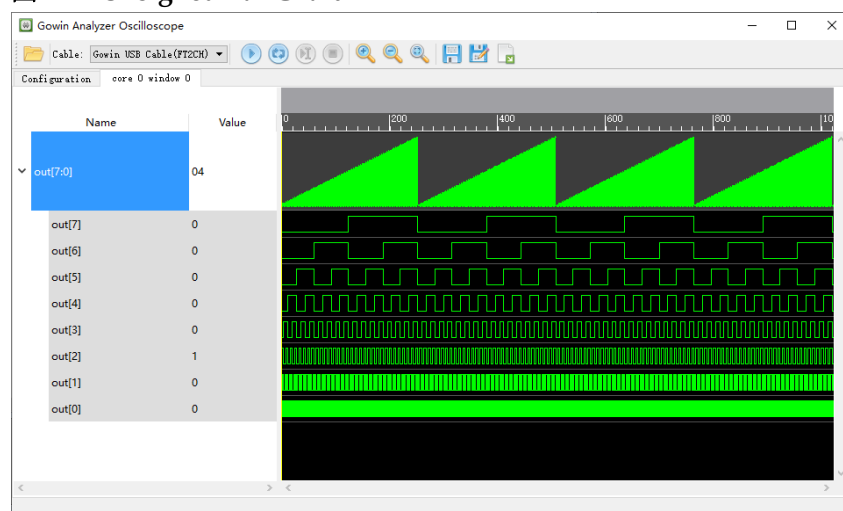 Gowin Analyzer Oscilloscope
Cable: Gowin USB Cable(FT2CH)
Configuration core 0 window 0
Name Value
0 200 400 600 800 10
out[7:0] 04
out[7] 0
out[6] 0
out[5] 0
out[4] 0
out[3] 0
out[2] 1
out[1] 0
out[0] 0